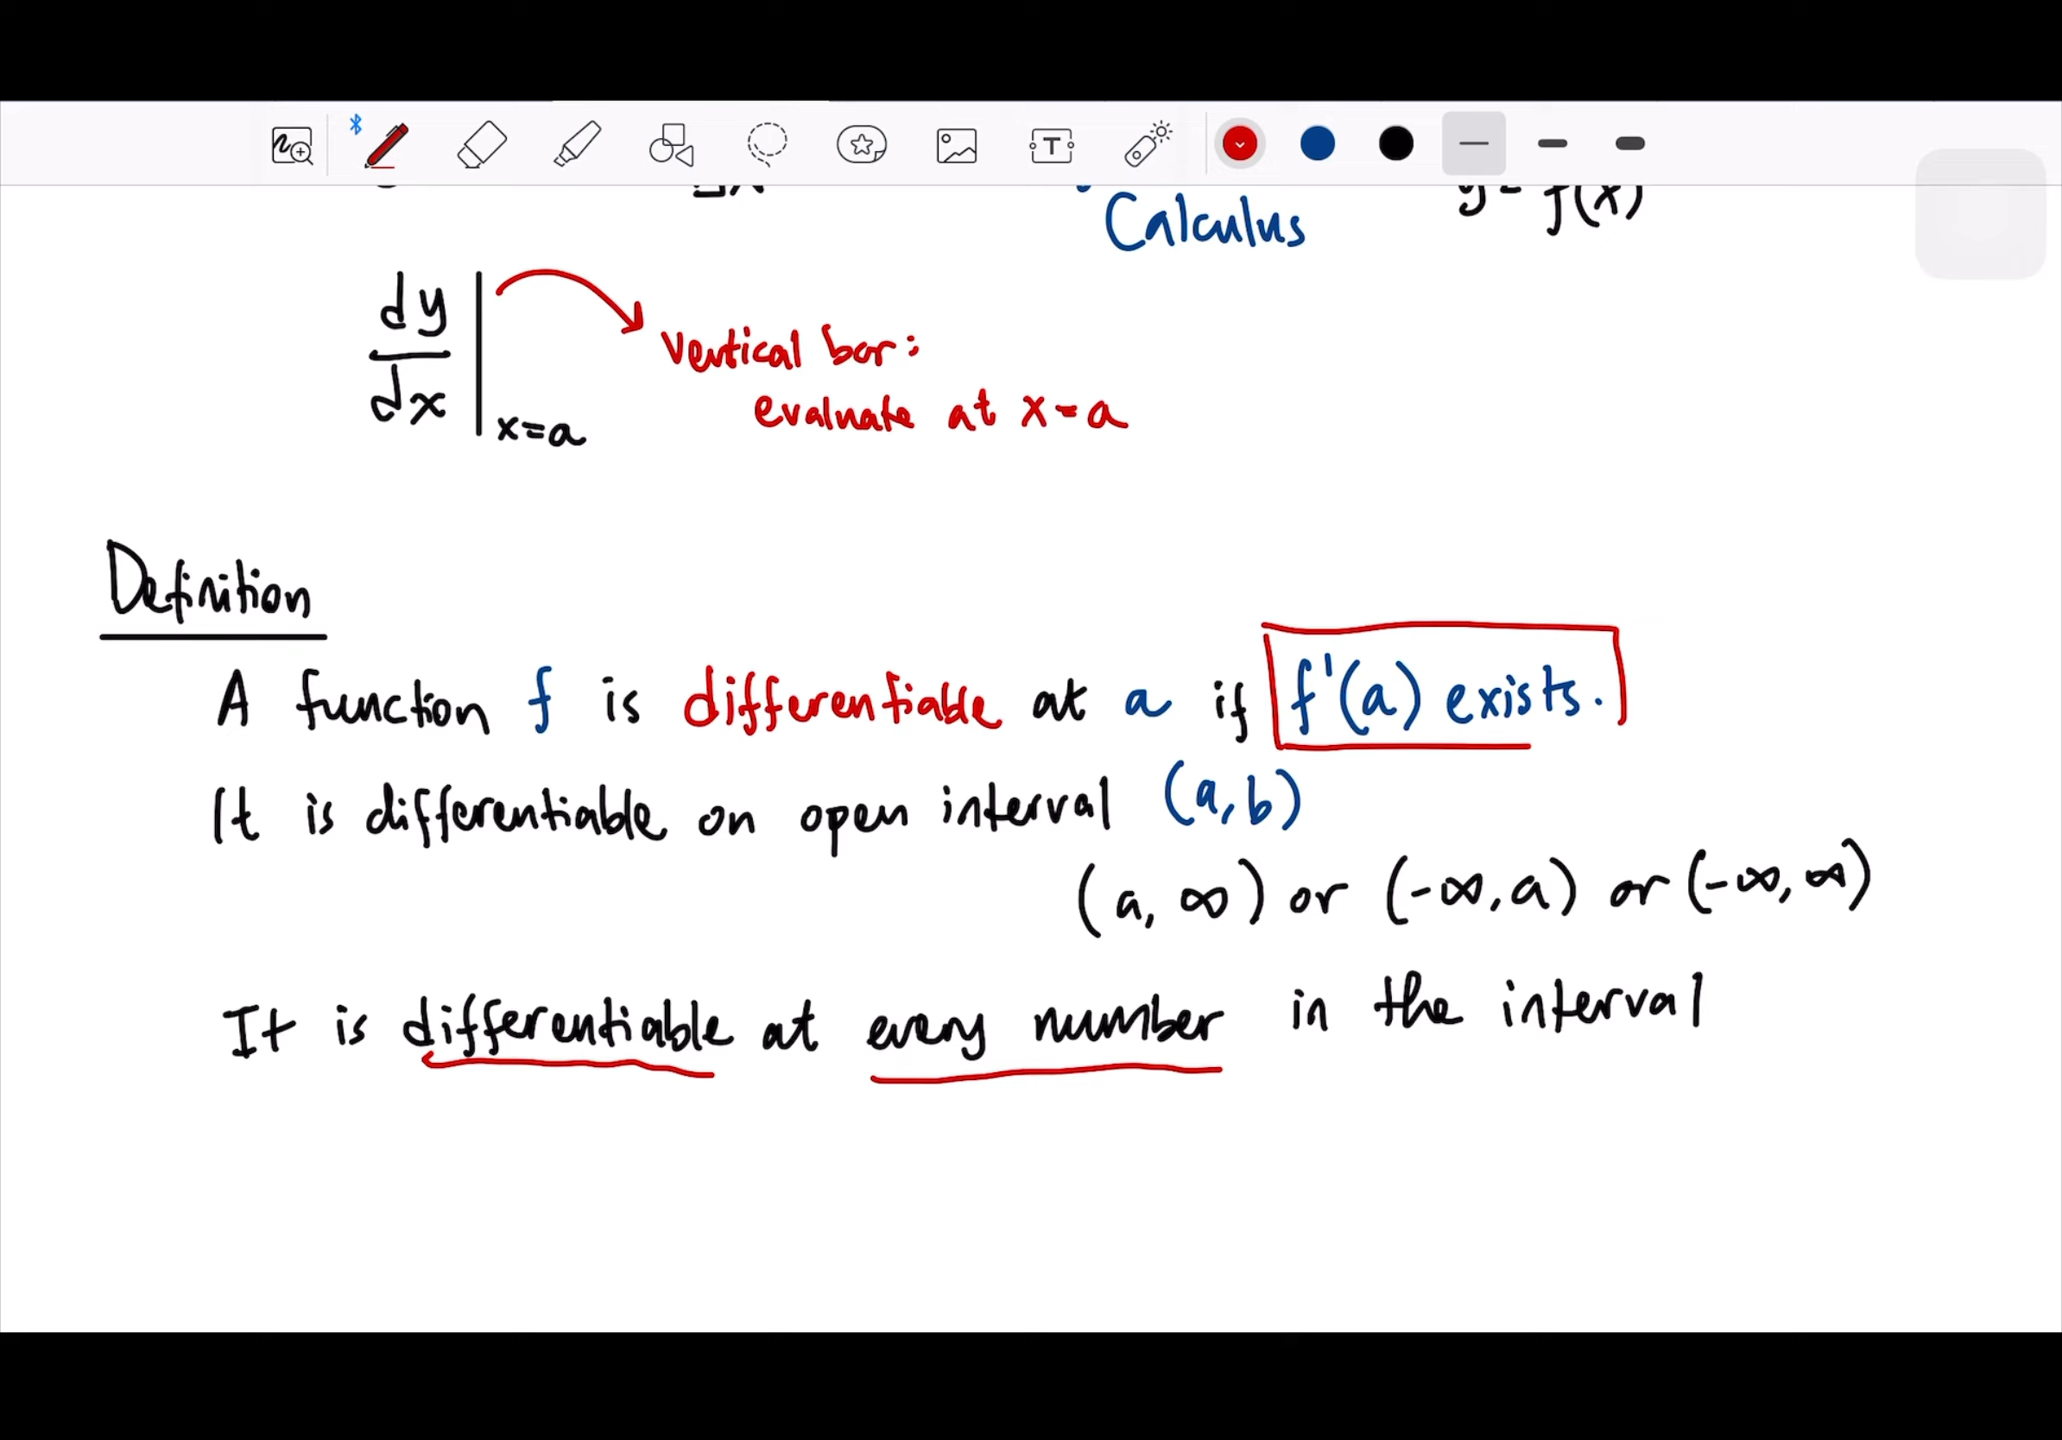 Calculus y = f(x)
dy
dx
x=a
Vertical bar:
evaluate at x=a
Definition
A function f is differentiable at a if f'(a) exists.
It is differentiable on open interval (a,b)
(a, ∞) or (-∞, a) or (-∞, ∞)
It is differentiable at every number in the interval